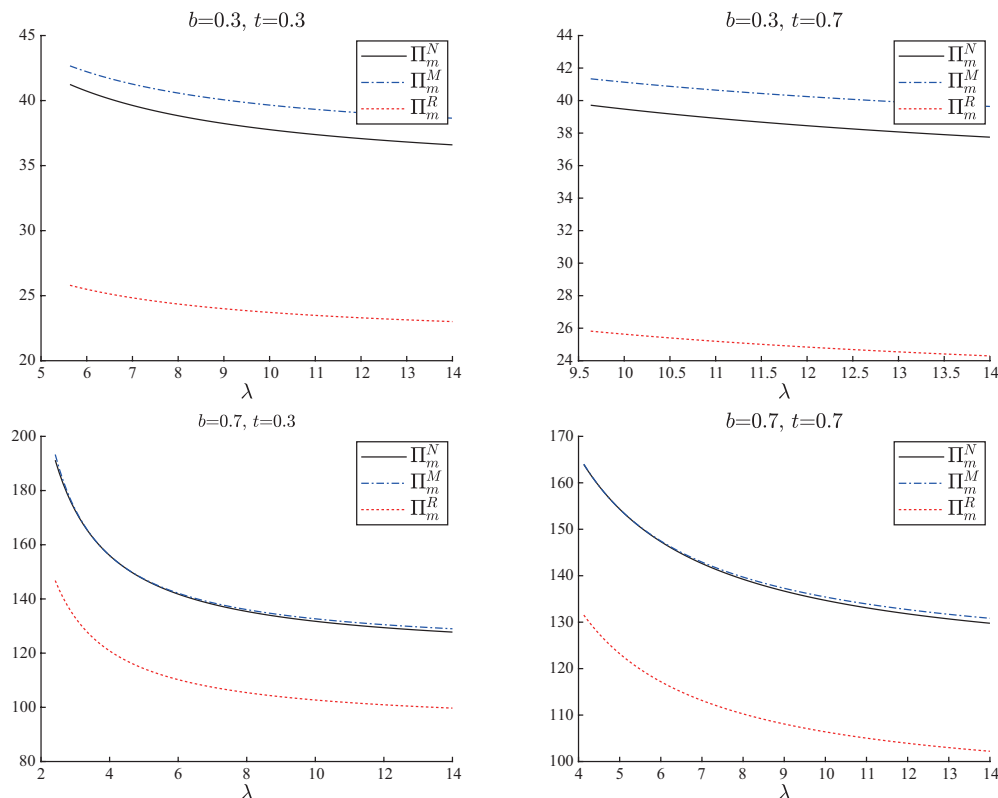 b=0.3, t=0.3
45
40
35
30
25
20
5 6 7 8 9 10 11 12 13 14
λ
Π_m^N
Π_m^M
Π_m^R
b=0.3, t=0.7
44
42
40
38
36
34
32
30
28
26
24
9.5 10 10.5 11 11.5 12 12.5 13 13.5 14
λ
Π_m^N
Π_m^M
Π_m^R
b=0.7, t=0.3
200
180
160
140
120
100
80
2 4 6 8 10 12 14
λ
Π_m^N
Π_m^M
Π_m^R
b=0.7, t=0.7
170
160
150
140
130
120
110
100
4 5 6 7 8 9 10 11 12 13 14
λ
Π_m^N
Π_m^M
Π_m^R